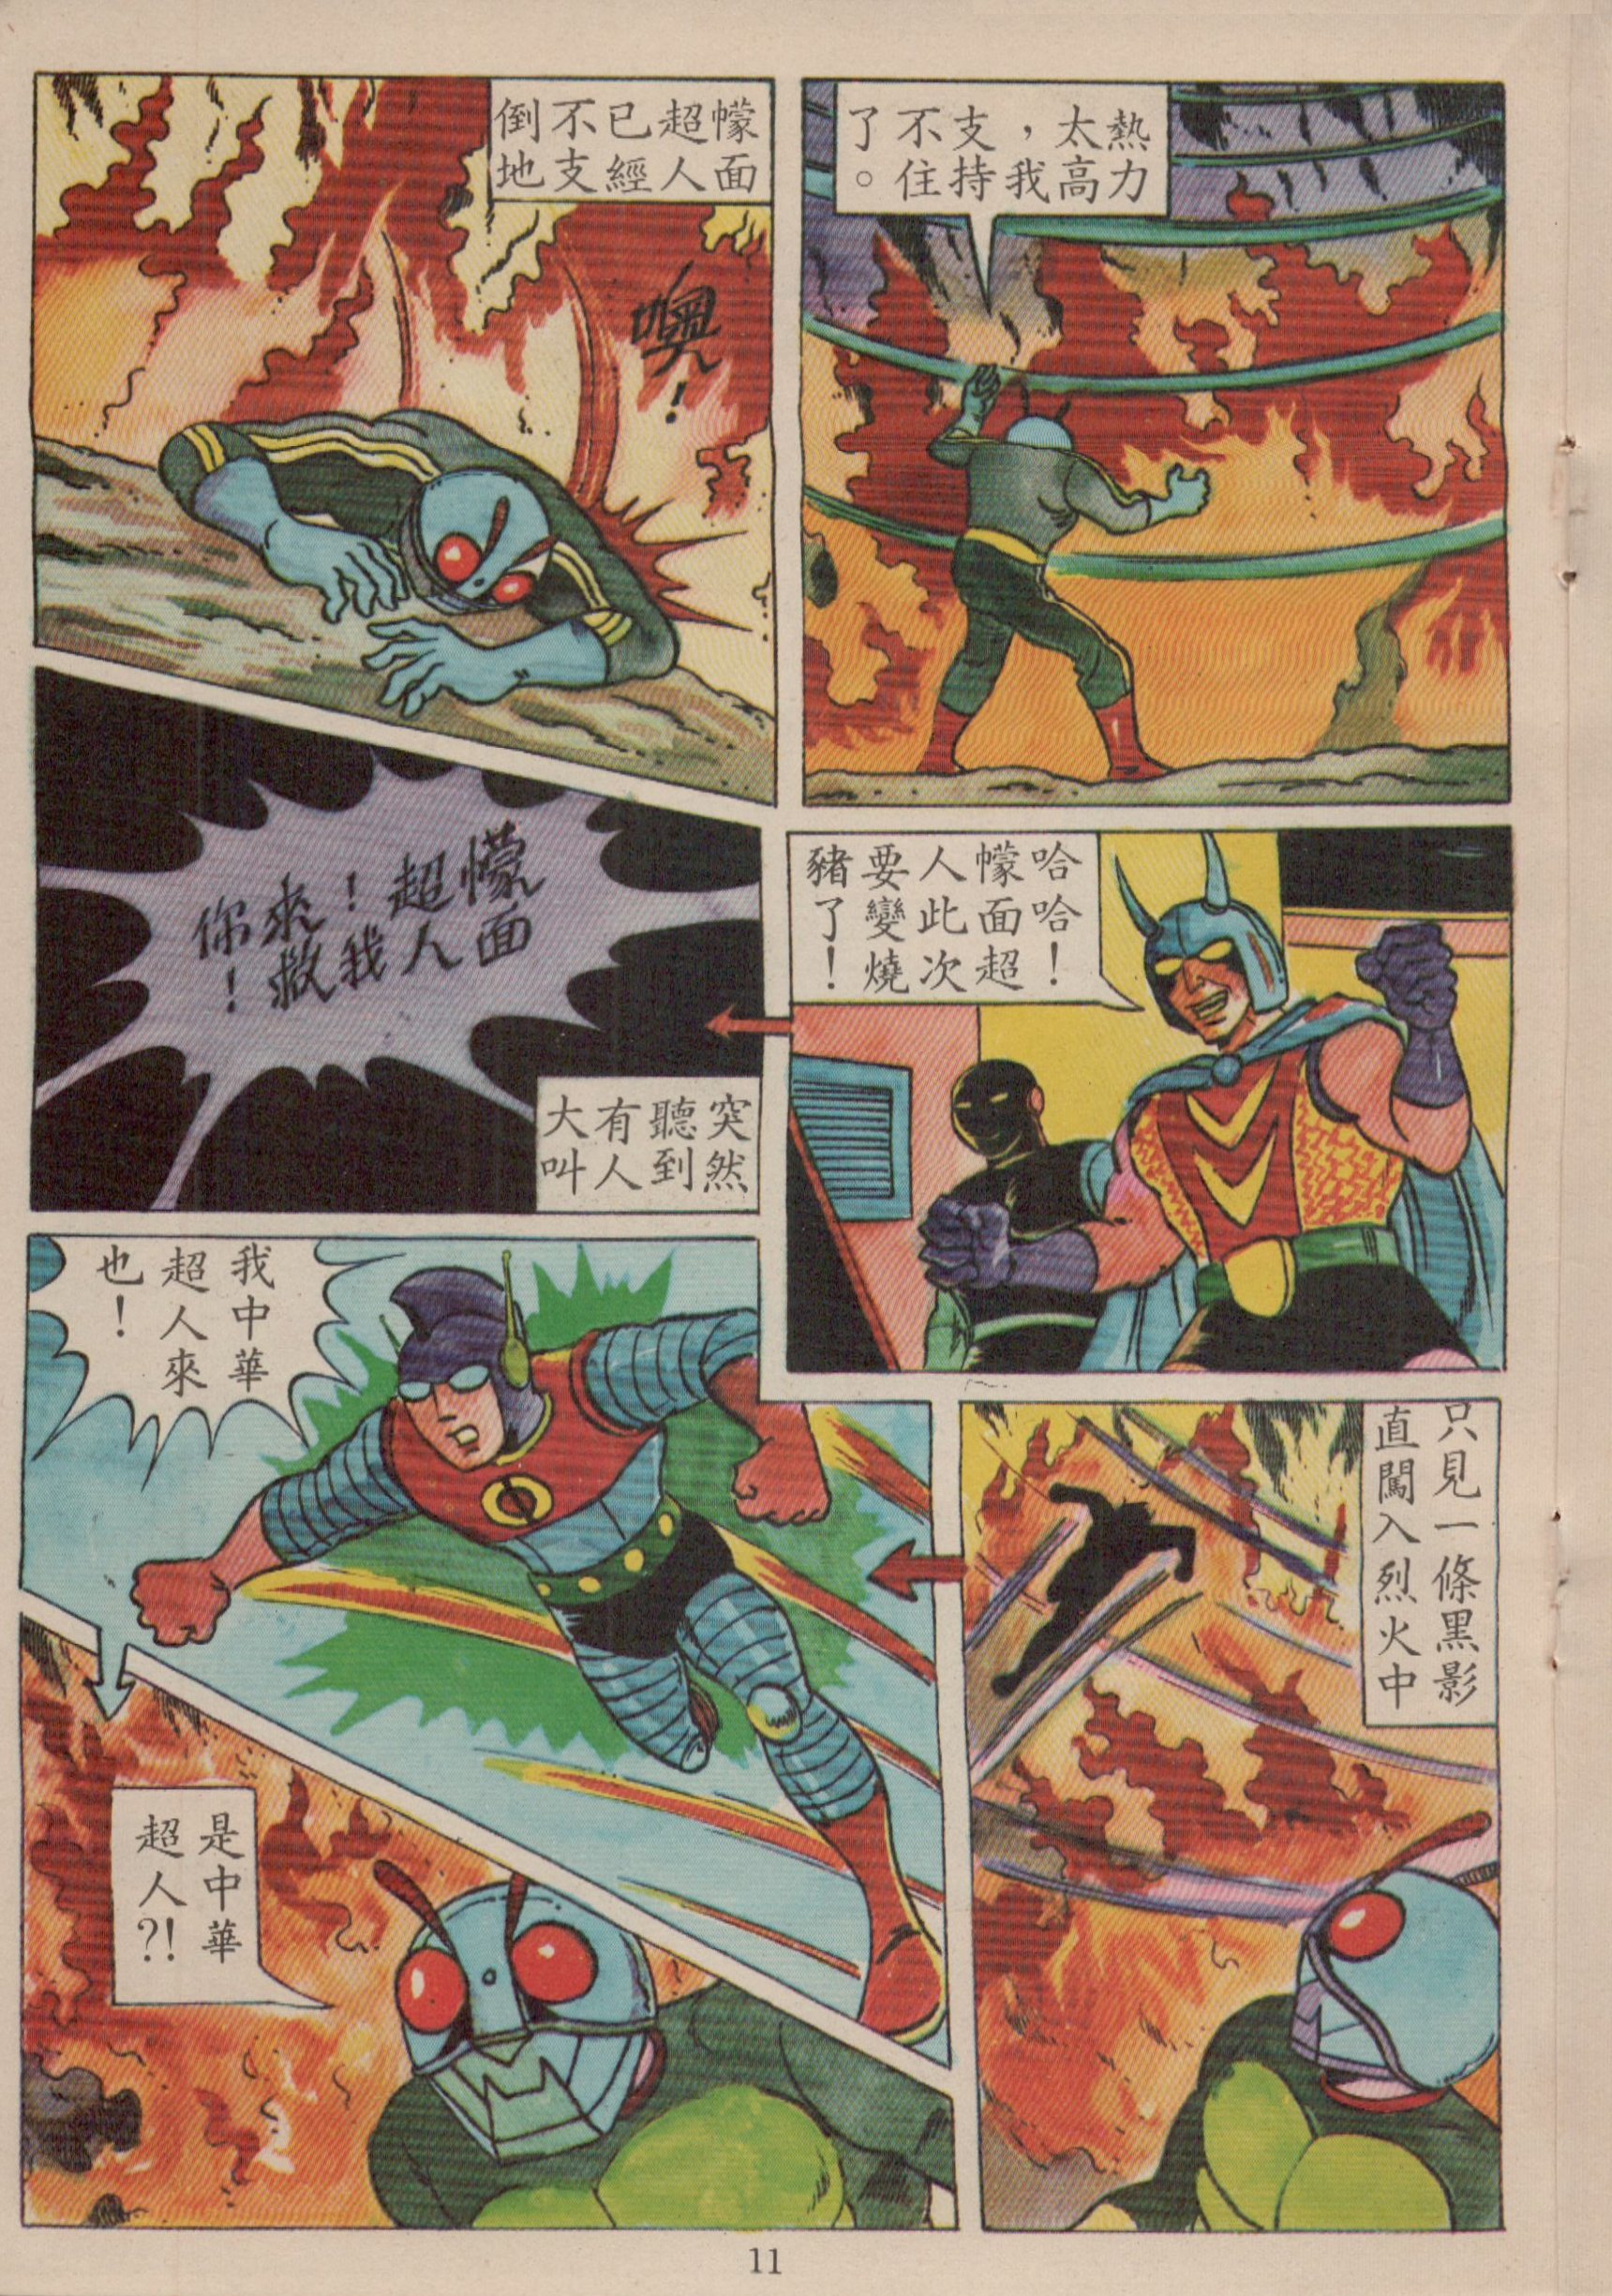 熱力
太高
，我
支持
不住
了。
幪面
超人
已經
不支
倒地
噢！
哈哈！
幪面超
人此次
要變燒
豬了！
突然
聽到
有人
大叫
幪面
超人
！我
來救
你！
只見一條黑影
直闖入烈火中
我中華
超人來
也！
是中華
超人?!
11